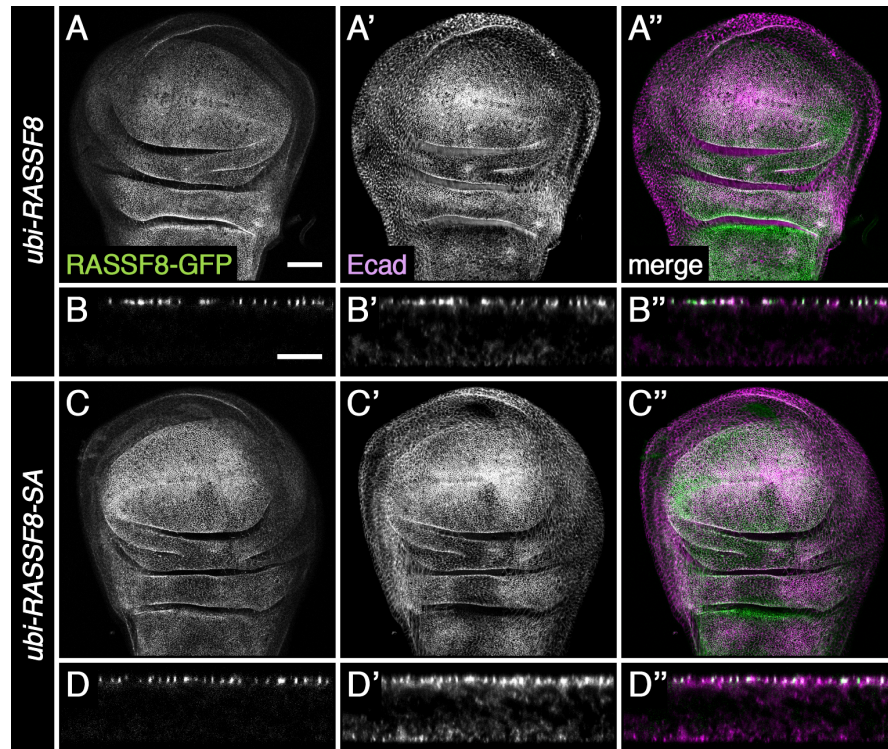 ubi-RASSF8
A
RASSF8-GFP
A'
Ecad
A"
merge
B
B'
B"
ubi-RASSF8-SA
C
C'
C"
D
D'
D"